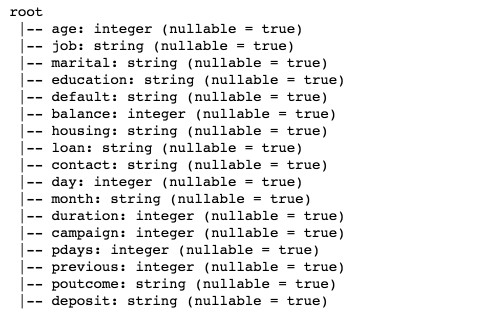 root
 |-- age: integer (nullable = true)
 |-- job: string (nullable = true)
 |-- marital: string (nullable = true)
 |-- education: string (nullable = true)
 |-- default: string (nullable = true)
 |-- balance: integer (nullable = true)
 |-- housing: string (nullable = true)
 |-- loan: string (nullable = true)
 |-- contact: string (nullable = true)
 |-- day: integer (nullable = true)
 |-- month: string (nullable = true)
 |-- duration: integer (nullable = true)
 |-- campaign: integer (nullable = true)
 |-- pdays: integer (nullable = true)
 |-- previous: integer (nullable = true)
 |-- poutcome: string (nullable = true)
 |-- deposit: string (nullable = true)